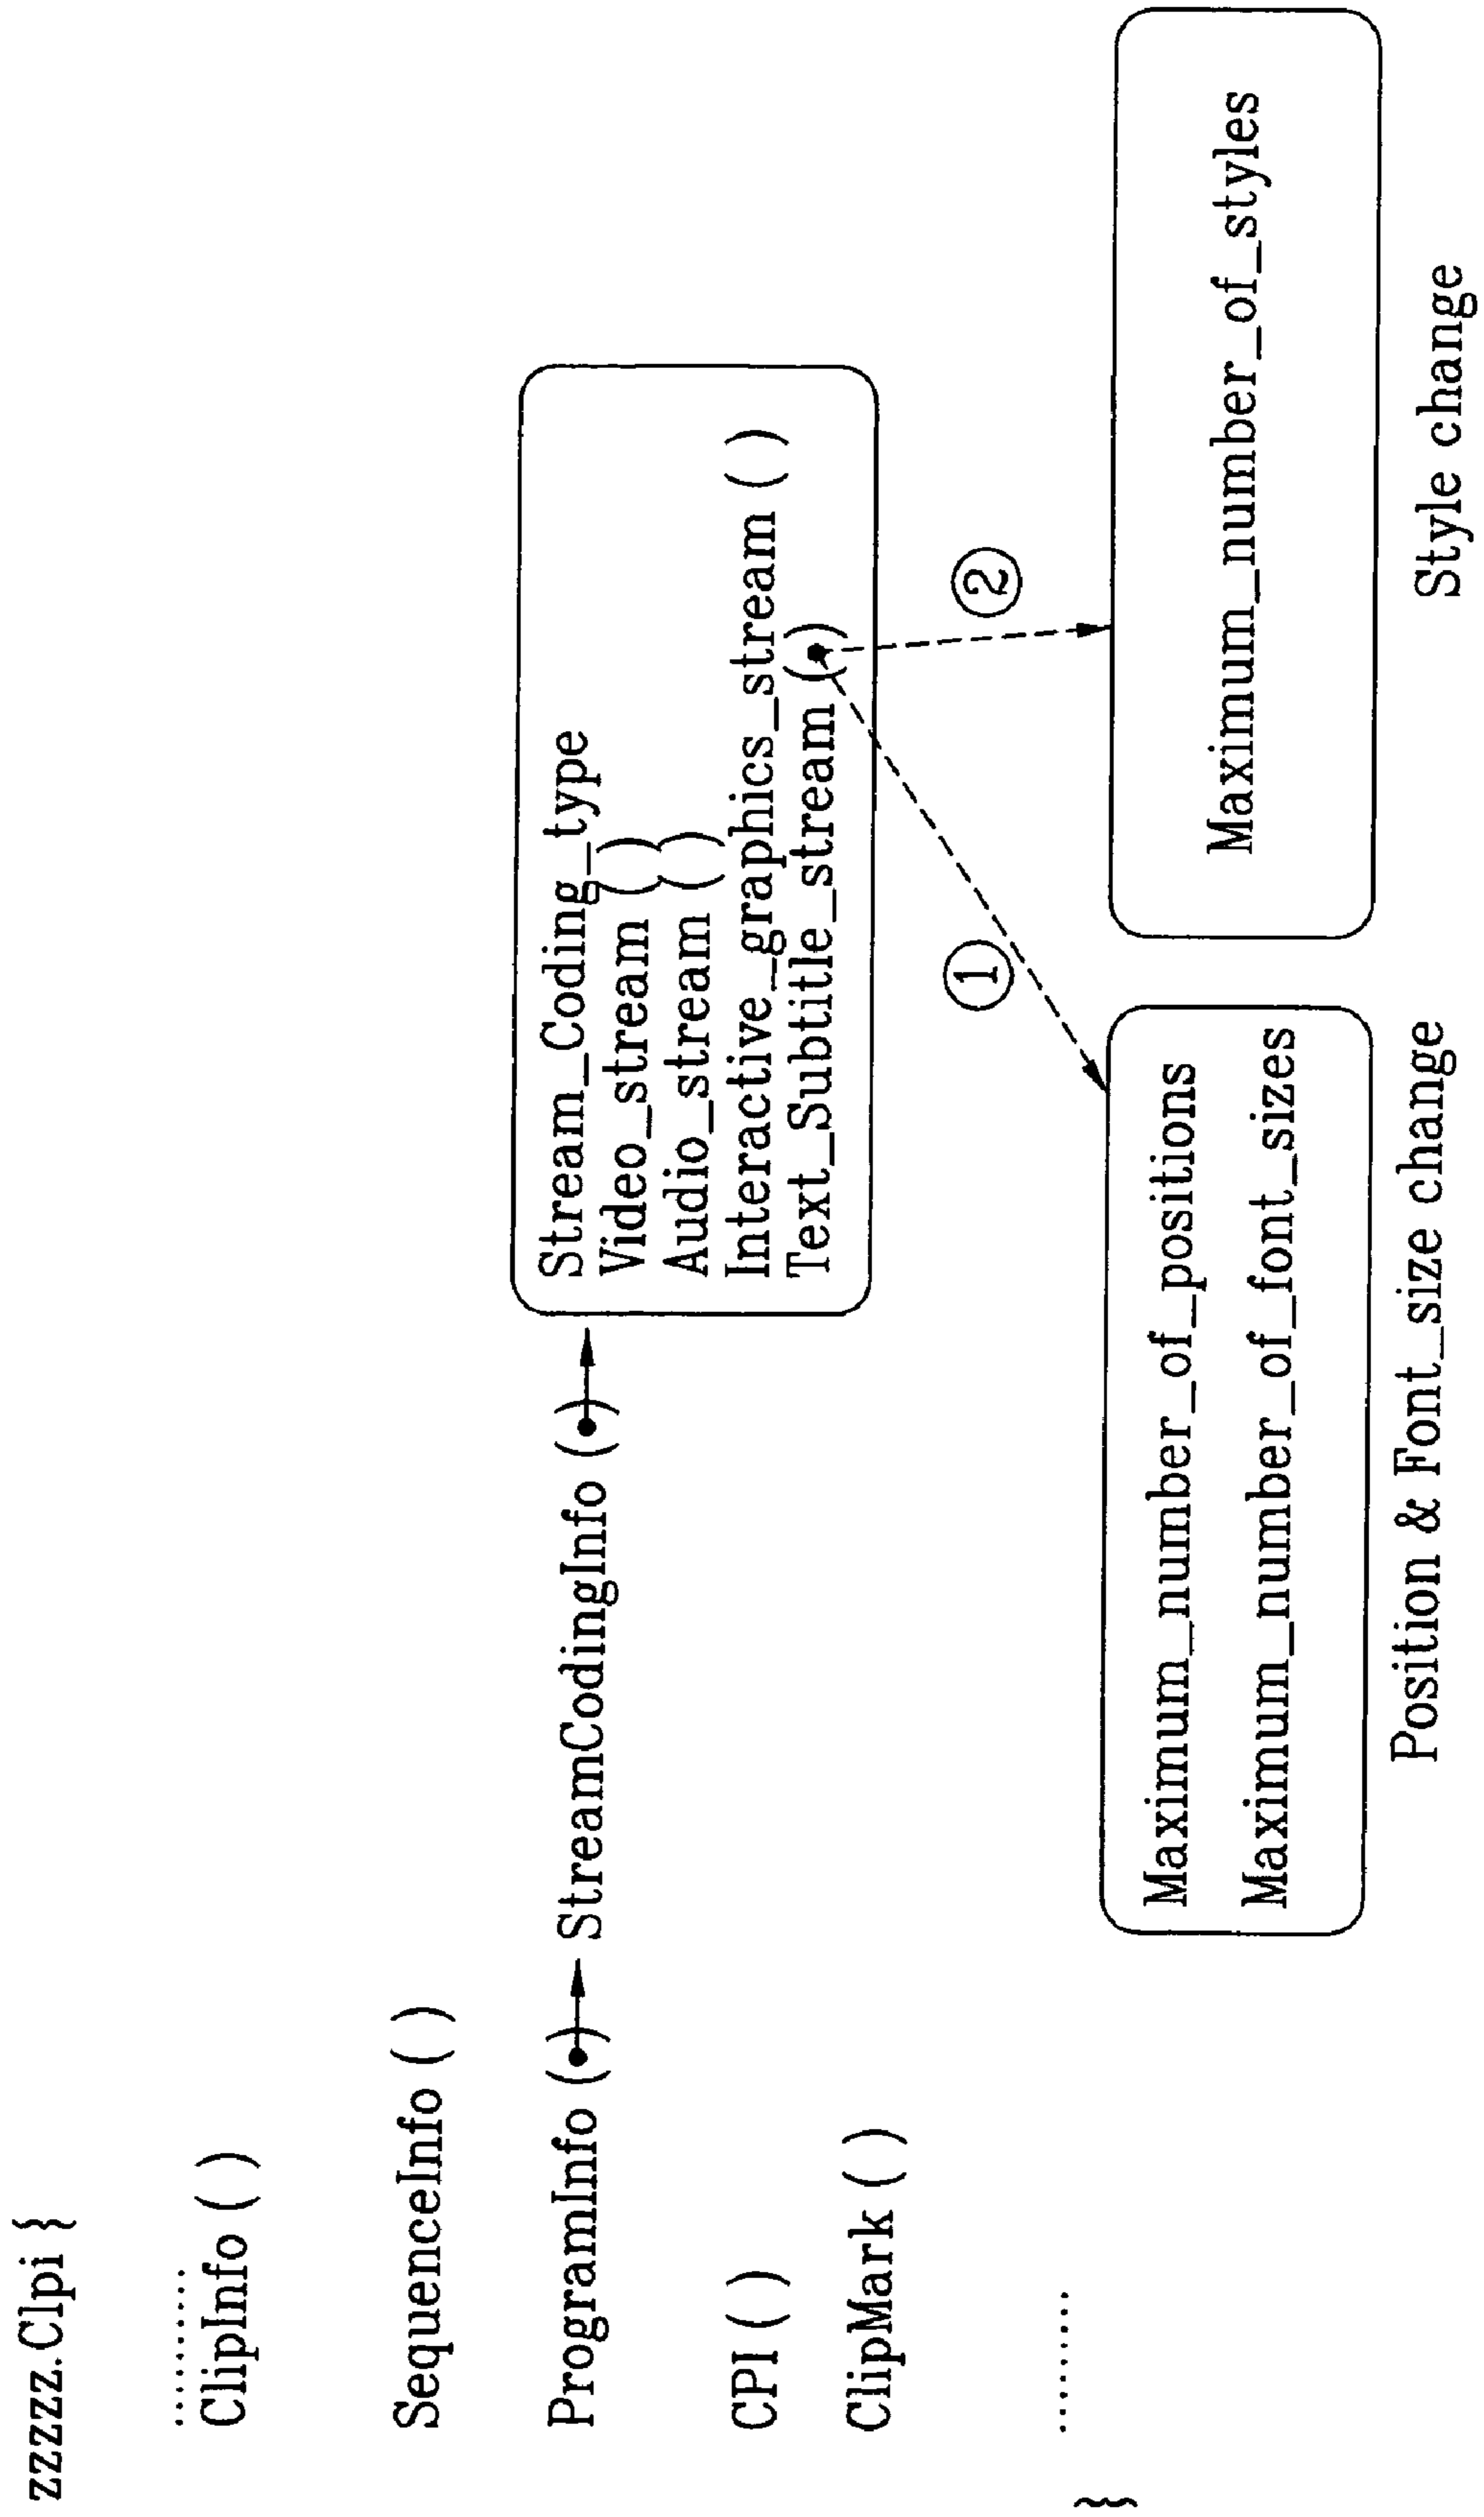 zzzzz.Clpi {
..........
ClipInfo ( )
SequenceInfo ( )
ProgramInfo ( ) StreamCodingInfo ( )
Stream_Coding_type
Video_stream ( )
Audio_stream ( )
Interactive_graphics_stream ( )
Text_Subtitle_stream ( )
CPI ( )
ClipMark ( )
........
}
①
②
Maximum_number_of_positions
Maximum_number_of_font_sizes
Position & Font_size change
Maximum_number_of_styles
Style change